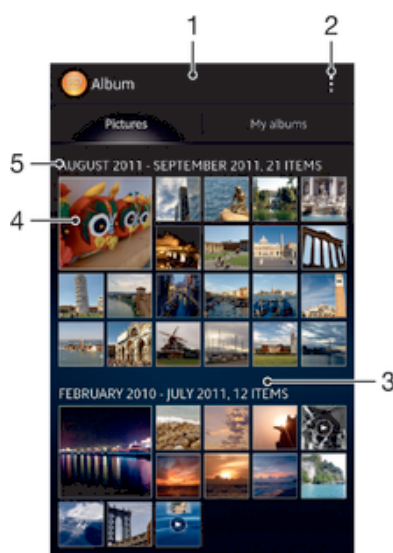 1
2
Album
Pictures
My albums
5
AUGUST 2011 - SEPTEMBER 2011, 21 ITEMS
4
3
FEBRUARY 2010 - JULY 2011, 12 ITEMS